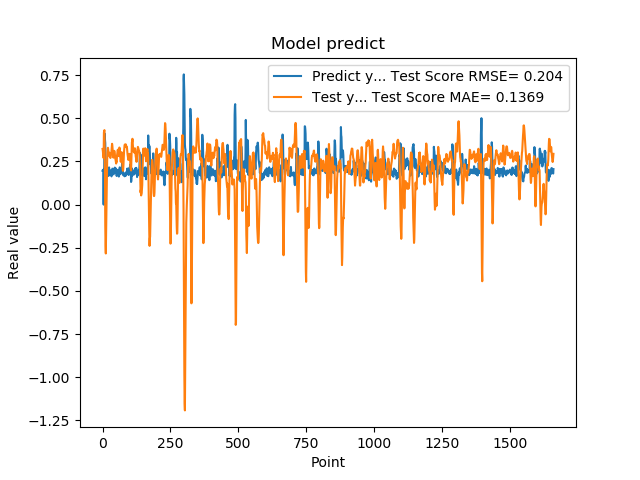 Model predict
Predict y... Test Score RMSE= 0.204
Test y... Test Score MAE= 0.1369
Real value
0.75
0.50
0.25
0.00
−0.25
−0.50
−0.75
−1.00
−1.25
0 250 500 750 1000 1250 1500
Point